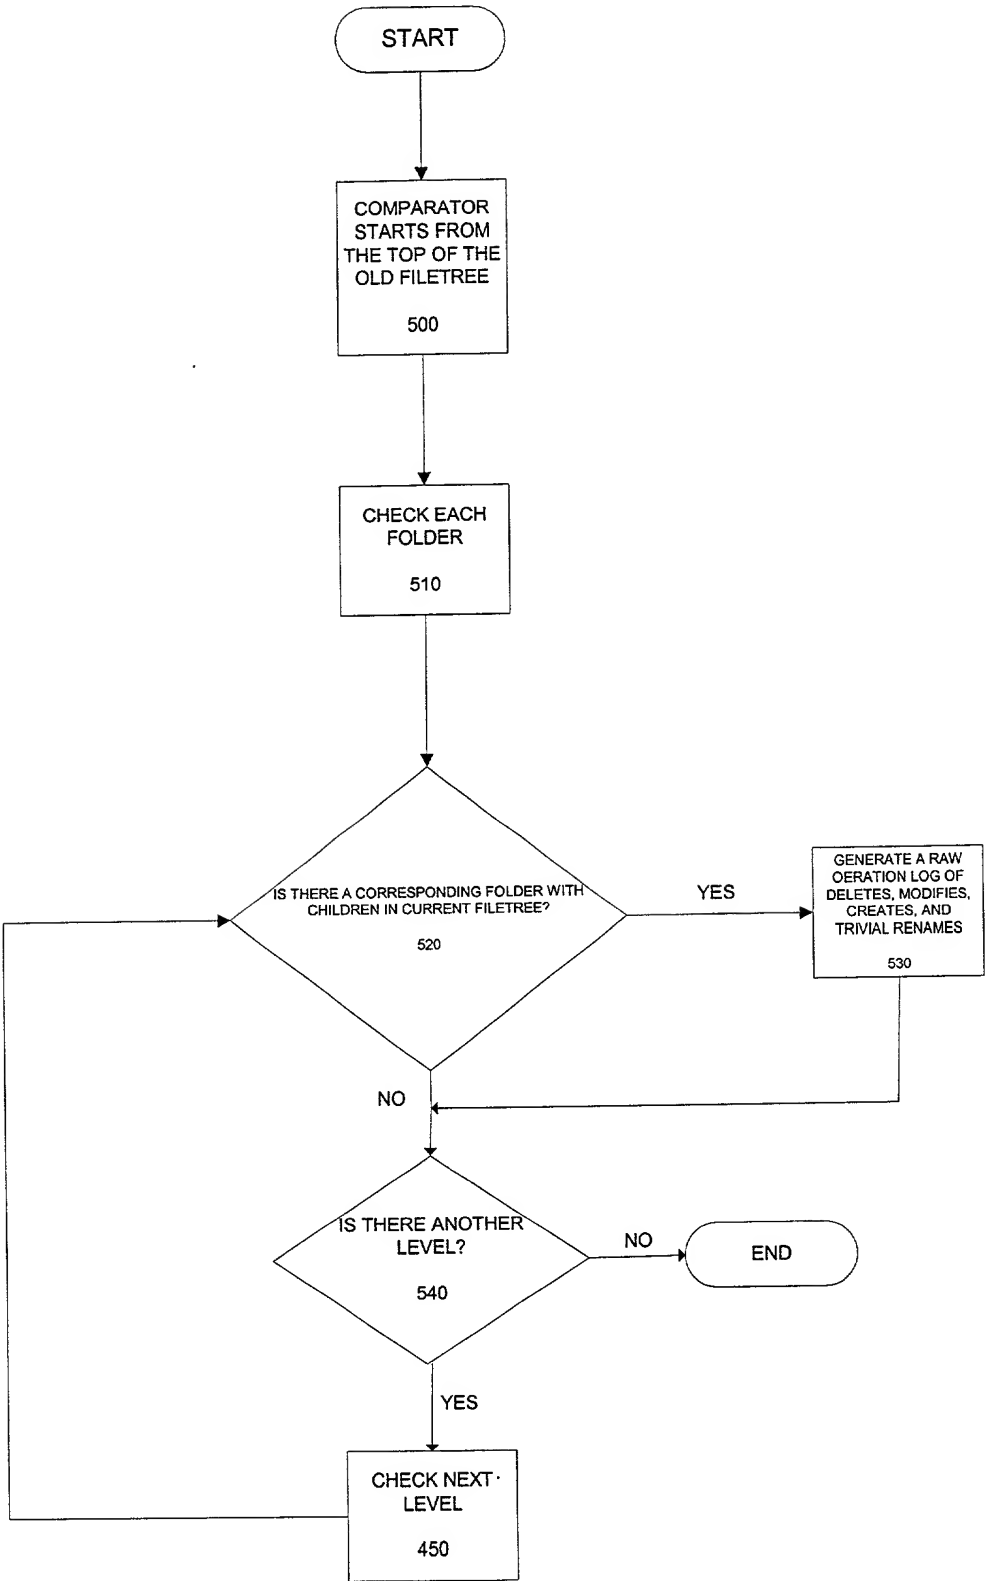 START
COMPARATOR
STARTS FROM
THE TOP OF THE
OLD FILETREE
500
CHECK EACH
FOLDER
510
IS THERE A CORRESPONDING FOLDER WITH
CHILDREN IN CURRENT FILETREE?
520
YES
GENERATE A RAW
OERATION LOG OF
DELETES, MODIFIES,
CREATES, AND
TRIVIAL RENAMES
530
NO
IS THERE ANOTHER
LEVEL?
540
NO
END
YES
CHECK NEXT
LEVEL
450